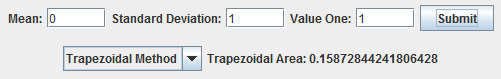 Mean: 0 Standard Deviation: 1 Value One: 1 Submit
Trapezoidal Method Trapezoidal Area: 0.15872844241806428